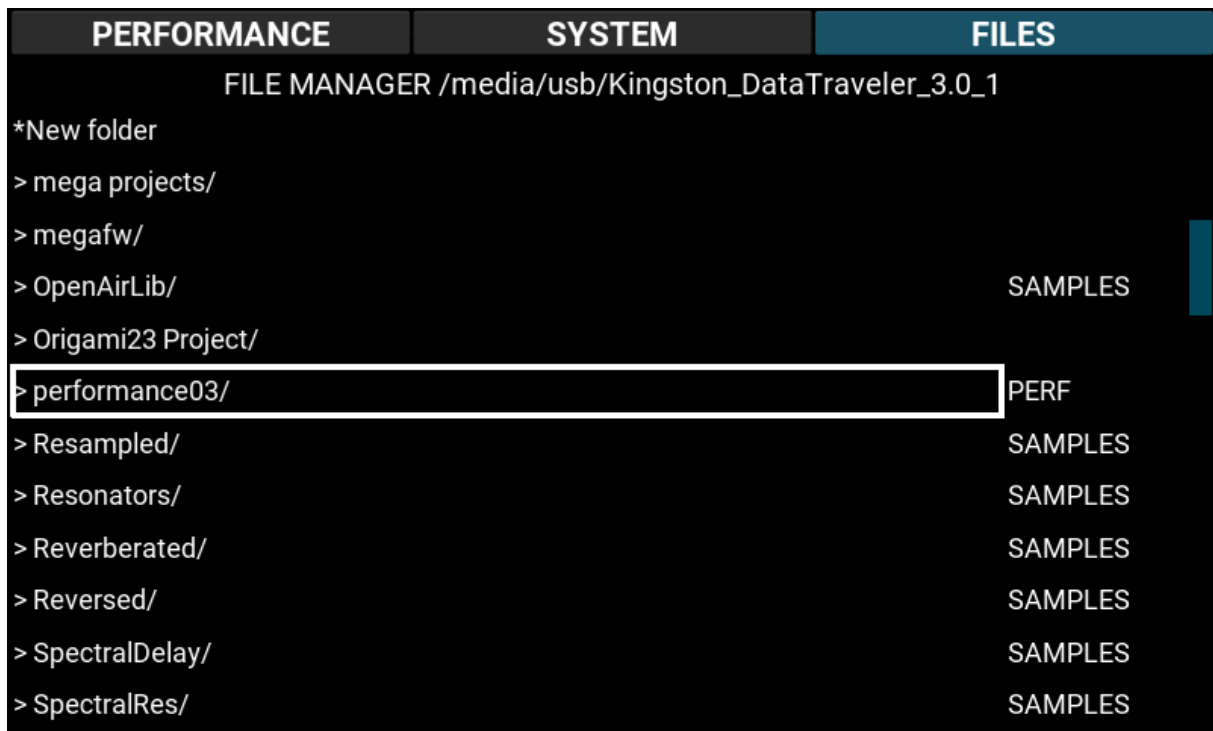 PERFORMANCE SYSTEM FILES
FILE MANAGER /media/usb/Kingston_DataTraveler_3.0_1
*New folder
> mega projects/
> megafw/
> OpenAirLib/ SAMPLES
> Origami23 Project/
> performance03/ PERF
> Resampled/ SAMPLES
> Resonators/ SAMPLES
> Reverberated/ SAMPLES
> Reversed/ SAMPLES
> SpectralDelay/ SAMPLES
> SpectralRes/ SAMPLES